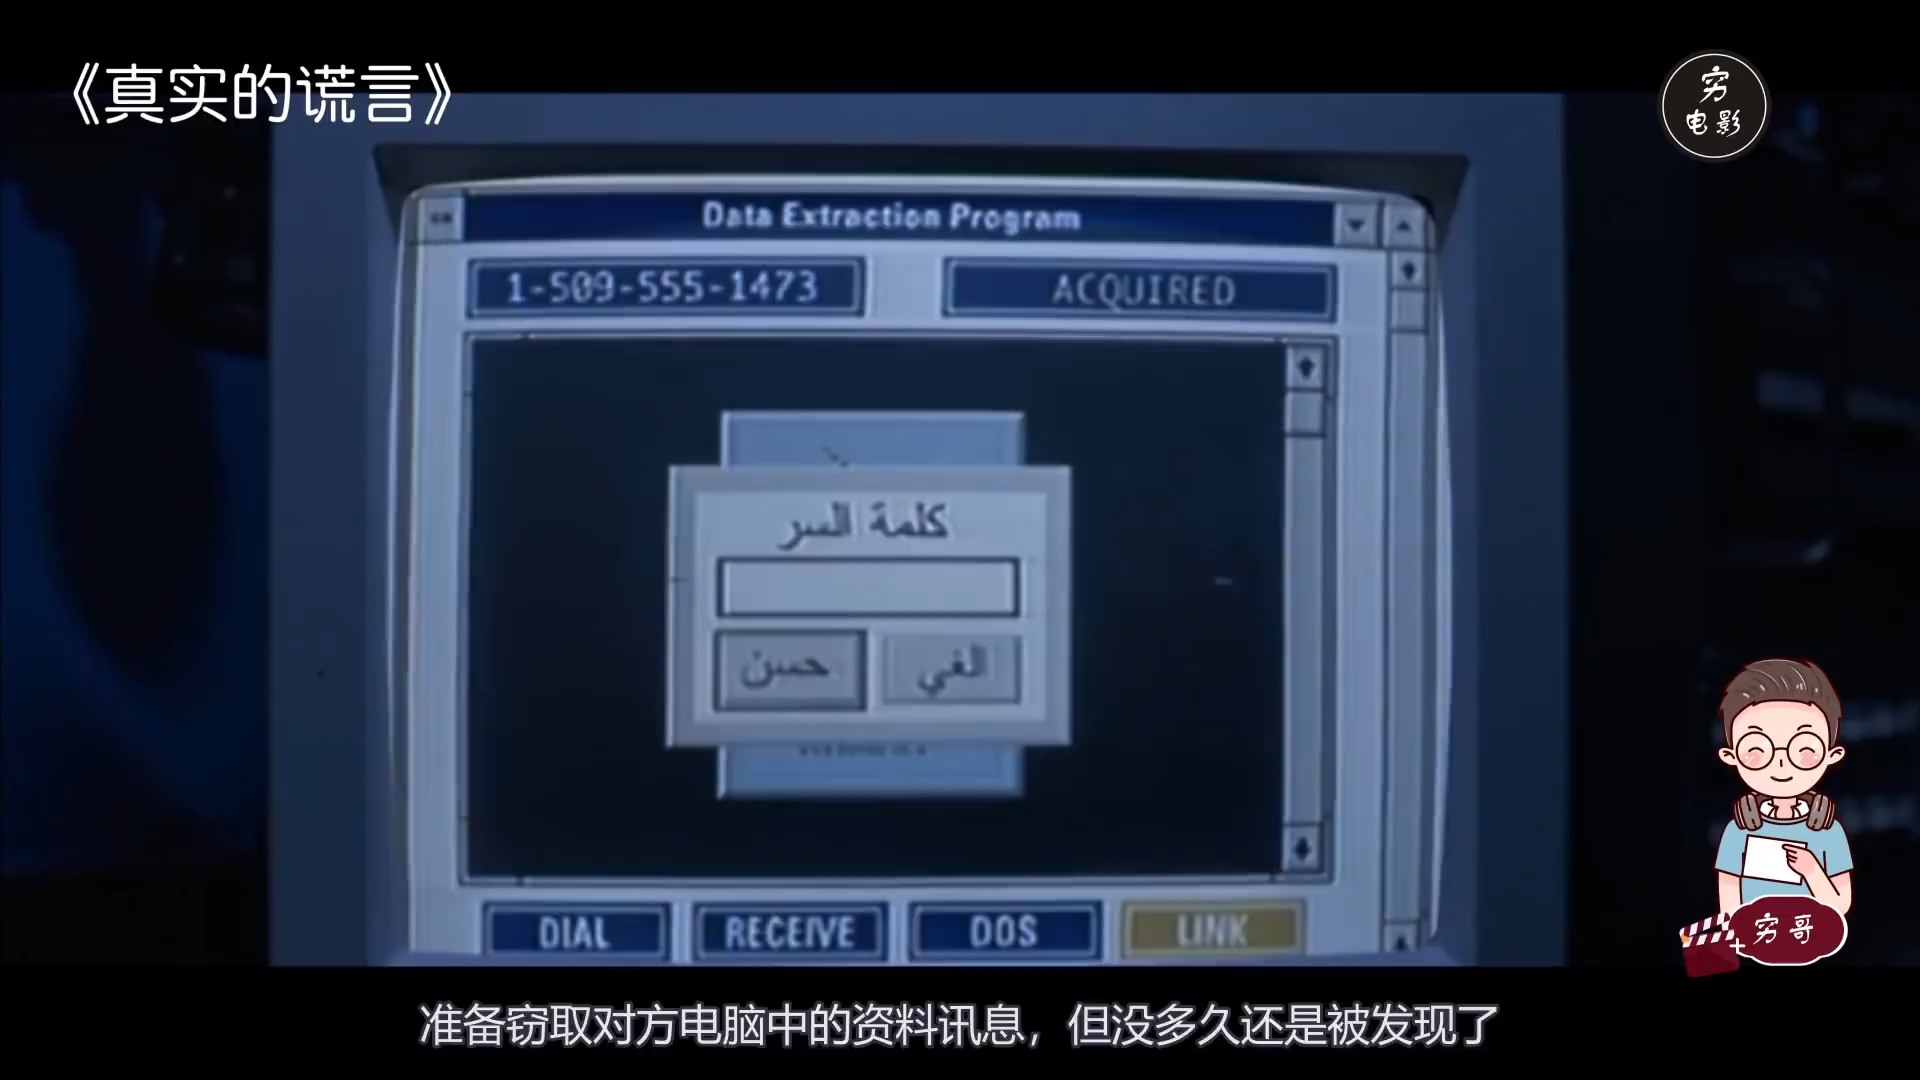 《真实的谎言》
穷
电影
Data Extraction Program
1-509-555-1473
ACQUIRED
كلمة السر
حسن
الغي
DIAL
RECEIVE
DOS
LINK
穷哥
准备窃取对方电脑中的资料讯息，但没多久还是被发现了